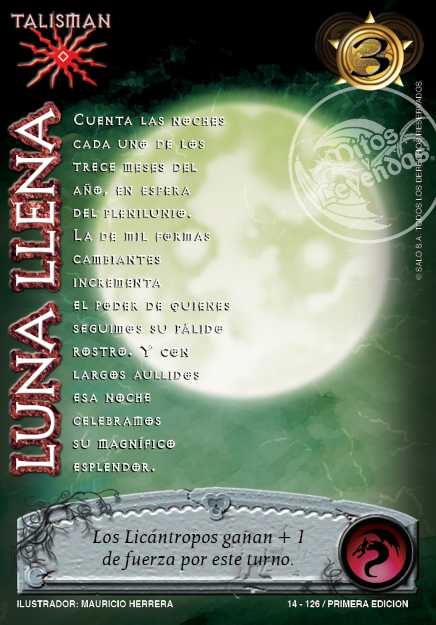 TALISMAN
3
LUNA LLENA
Cuenta las noches
cada uno de los
trece meses del
año, en espera
del plenilunio.
La de mil formas
cambiantes
incrementa
el poder de quienes
seguimos su pálido
rostro. Y con
largos aullidos
esa noche
celebramos
su magnífico
esplendor.
mitos y leyendas
© SALO S.A. TODOS LOS DERECHOS RESERVADOS
Los Licántropos ganan + 1
de fuerza por este turno.
ILUSTRADOR: MAURICIO HERRERA
14 - 126 / PRIMERA EDICION